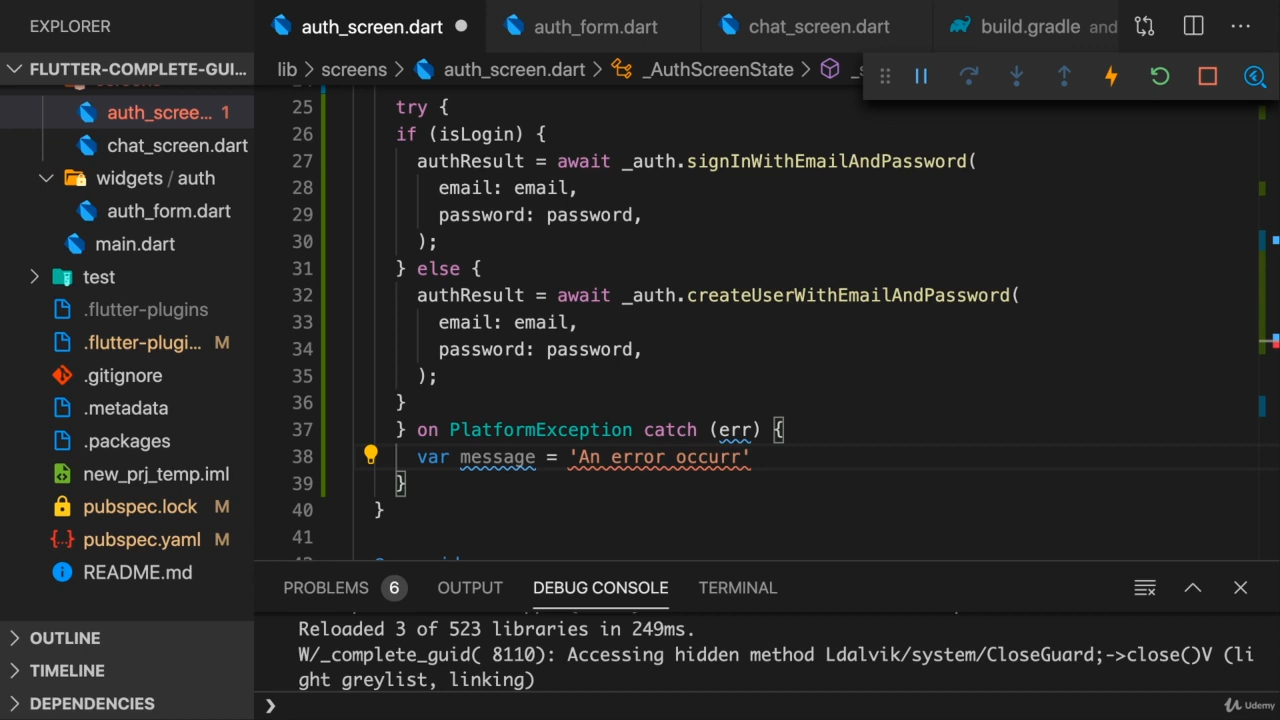 EXPLORER
auth_screen.dart
auth_form.dart
chat_screen.dart
build.gradle and
FLUTTER-COMPLETE-GUI...
lib > screens > auth_screen.dart > _AuthScreenState > _s
auth_scree... 1
chat_screen.dart
widgets / auth
auth_form.dart
main.dart
test
.flutter-plugins
.flutter-plugi... M
.gitignore
.metadata
.packages
new_prj_temp.iml
pubspec.lock M
pubspec.yaml M
README.md
OUTLINE
TIMELINE
DEPENDENCIES
25 try {
26 if (isLogin) {
27 authResult = await _auth.signInWithEmailAndPassword(
28 email: email,
29 password: password,
30 );
31 } else {
32 authResult = await _auth.createUserWithEmailAndPassword(
33 email: email,
34 password: password,
35 );
36 }
37 } on PlatformException catch (err) {
38 var message = 'An error occurr'
39 }
40 }
41
PROBLEMS 6 OUTPUT DEBUG CONSOLE TERMINAL
Reloaded 3 of 523 libraries in 249ms.
W/_complete_guid( 8110): Accessing hidden method Ldalvik/system/CloseGuard;->close()V (li
ght greylist, linking)
Udemy